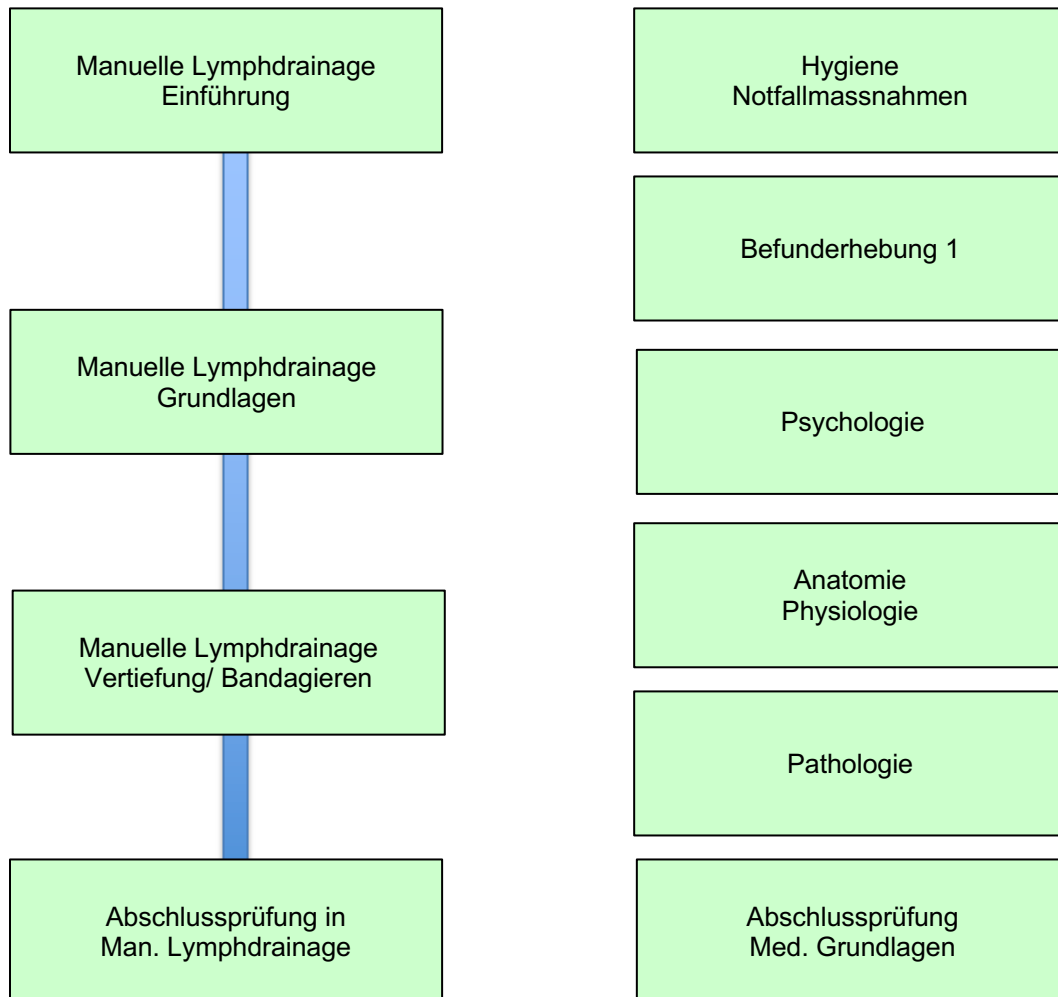 Manuelle Lymphdrainage
Einführung
Manuelle Lymphdrainage
Grundlagen
Manuelle Lymphdrainage
Vertiefung/ Bandagieren
Abschlussprüfung in
Man. Lymphdrainage
Hygiene
Notfallmassnahmen
Befunderhebung 1
Psychologie
Anatomie
Physiologie
Pathologie
Abschlussprüfung
Med. Grundlagen